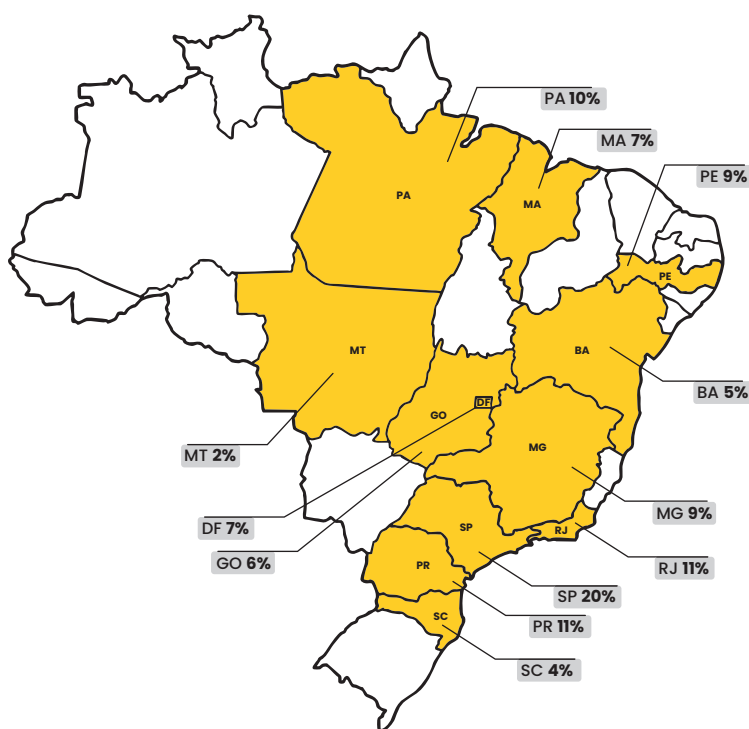 PA 10%
MA 7%
PE 9%
PA
MA
PE
MT
BA
BA 5%
DF
GO
MT 2%
MG
MG 9%
DF 7%
SP
RJ
GO 6%
PR
RJ 11%
SP 20%
SC
PR 11%
SC 4%